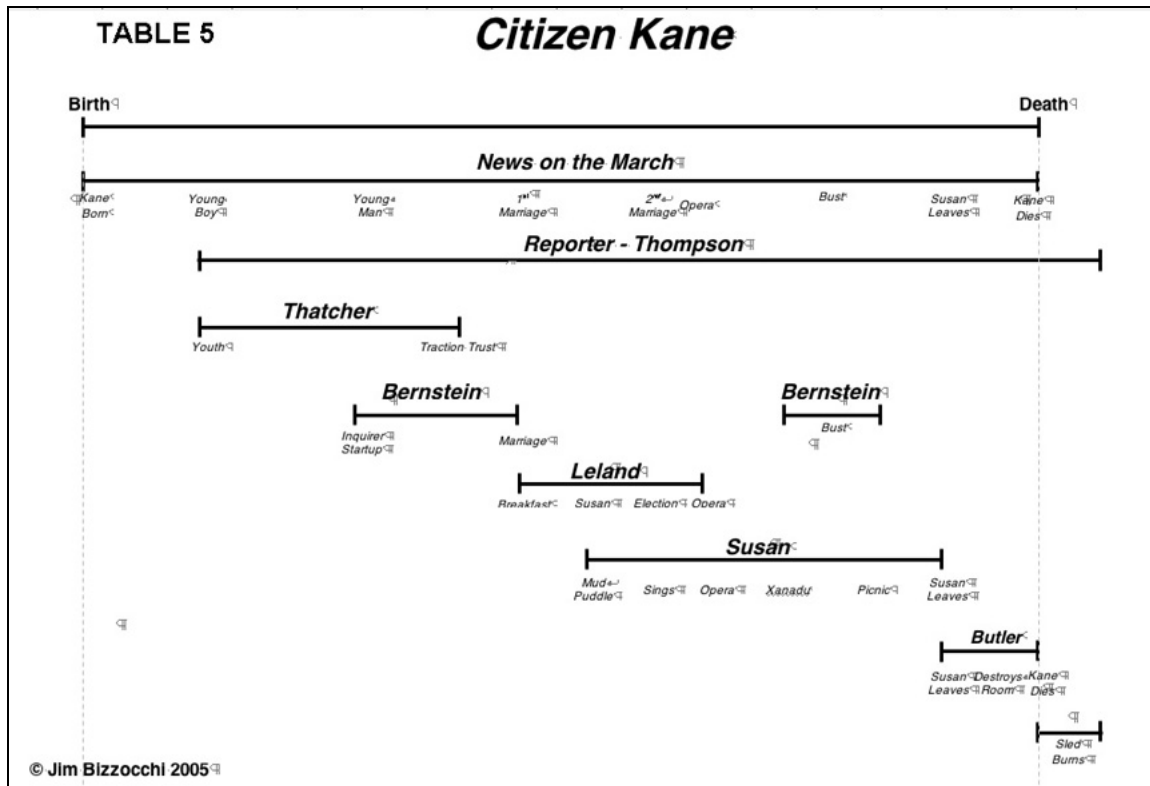 TABLE 5
Citizen Kane
Birth
Death
News on the March
Kane
Born
Young
Boy
Young
Man
1st
Marriage
2nd
Marriage
Opera
Bust
Susan
Leaves
Kane
Dies
Reporter - Thompson
Thatcher
Youth
Traction Trust
Bernstein
Inquirer
Startup
Marriage
Bernstein
Bust
Leland
Breakfast
Susan
Election
Opera
Susan
Mud
Puddle
Sings
Opera
Xanadu
Picnic
Susan
Leaves
Butler
Susan
Leaves
Destroys
Room
Kane
Dies
Sled
Burns
© Jim Bizzocchi 2005